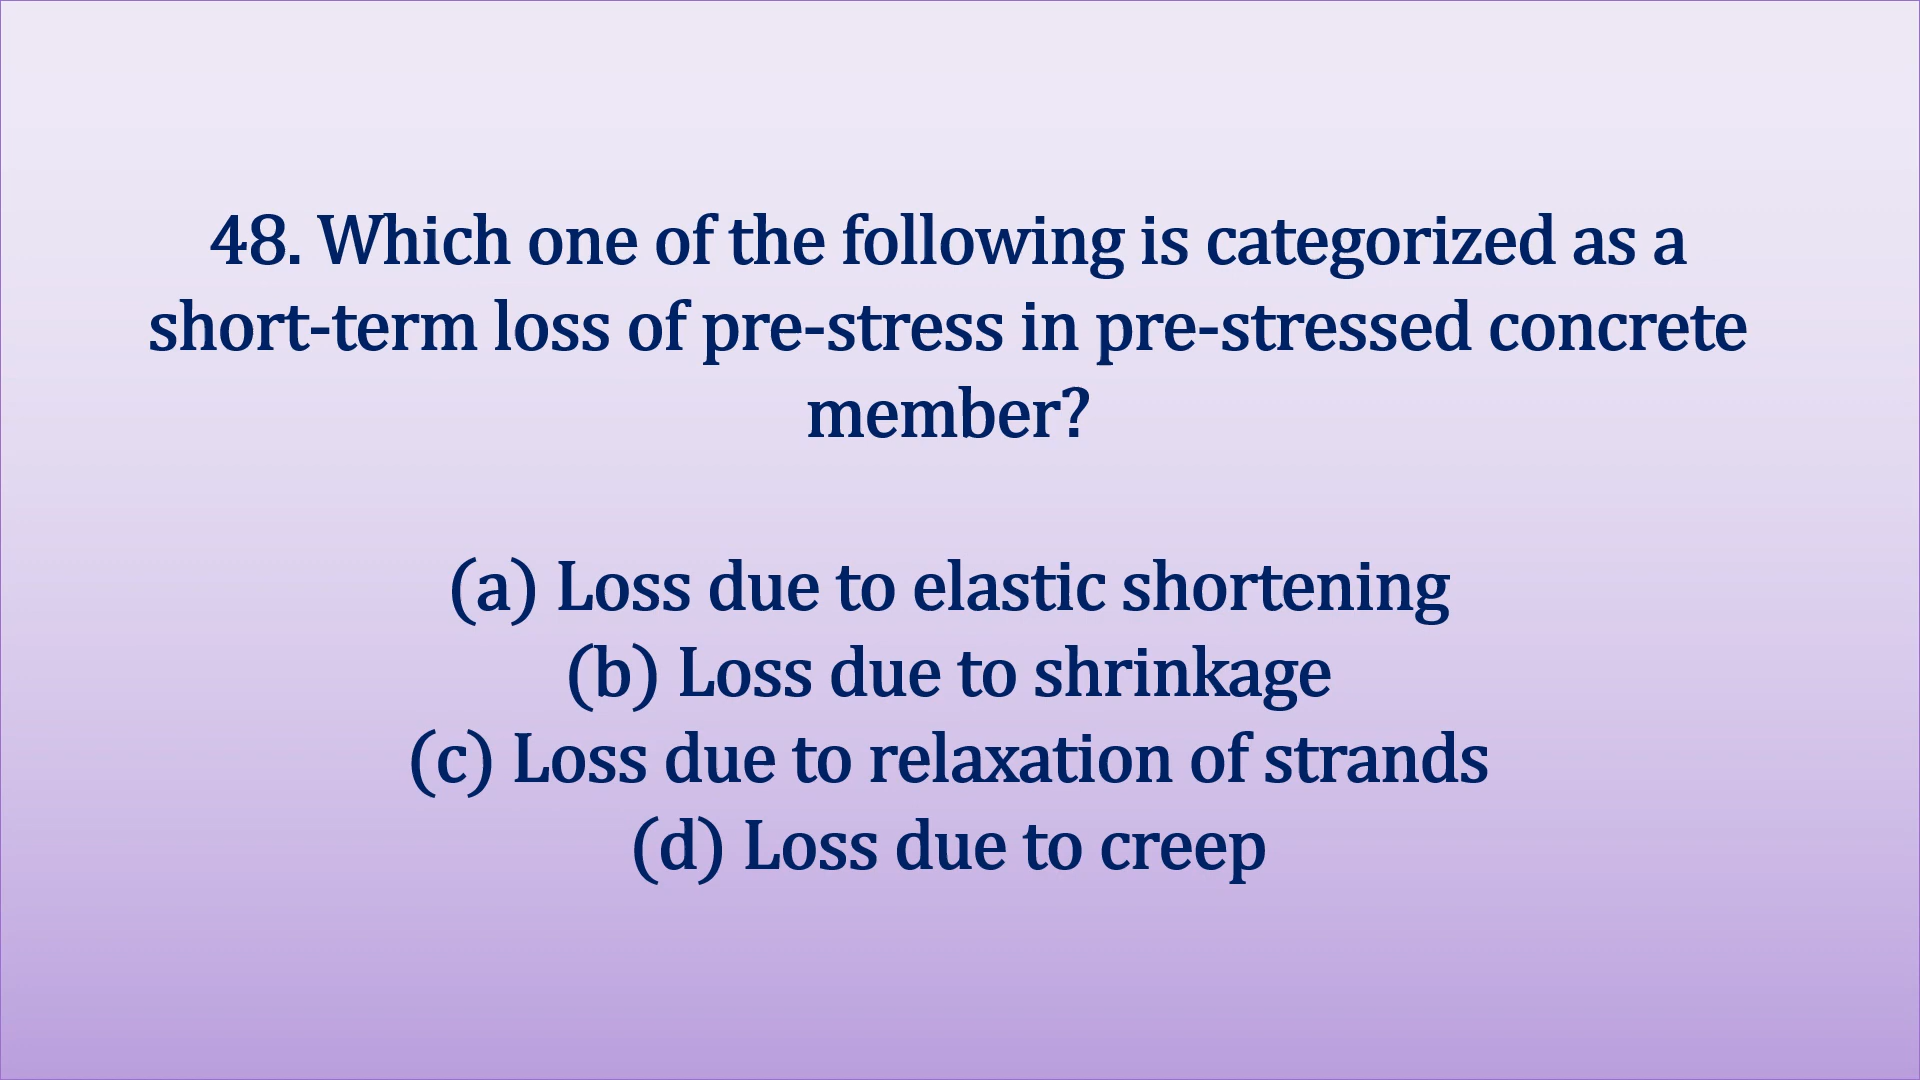 48. Which one of the following is categorized as a
short-term loss of pre-stress in pre-stressed concrete
member?
(a) Loss due to elastic shortening
(b) Loss due to shrinkage
(c) Loss due to relaxation of strands
(d) Loss due to creep